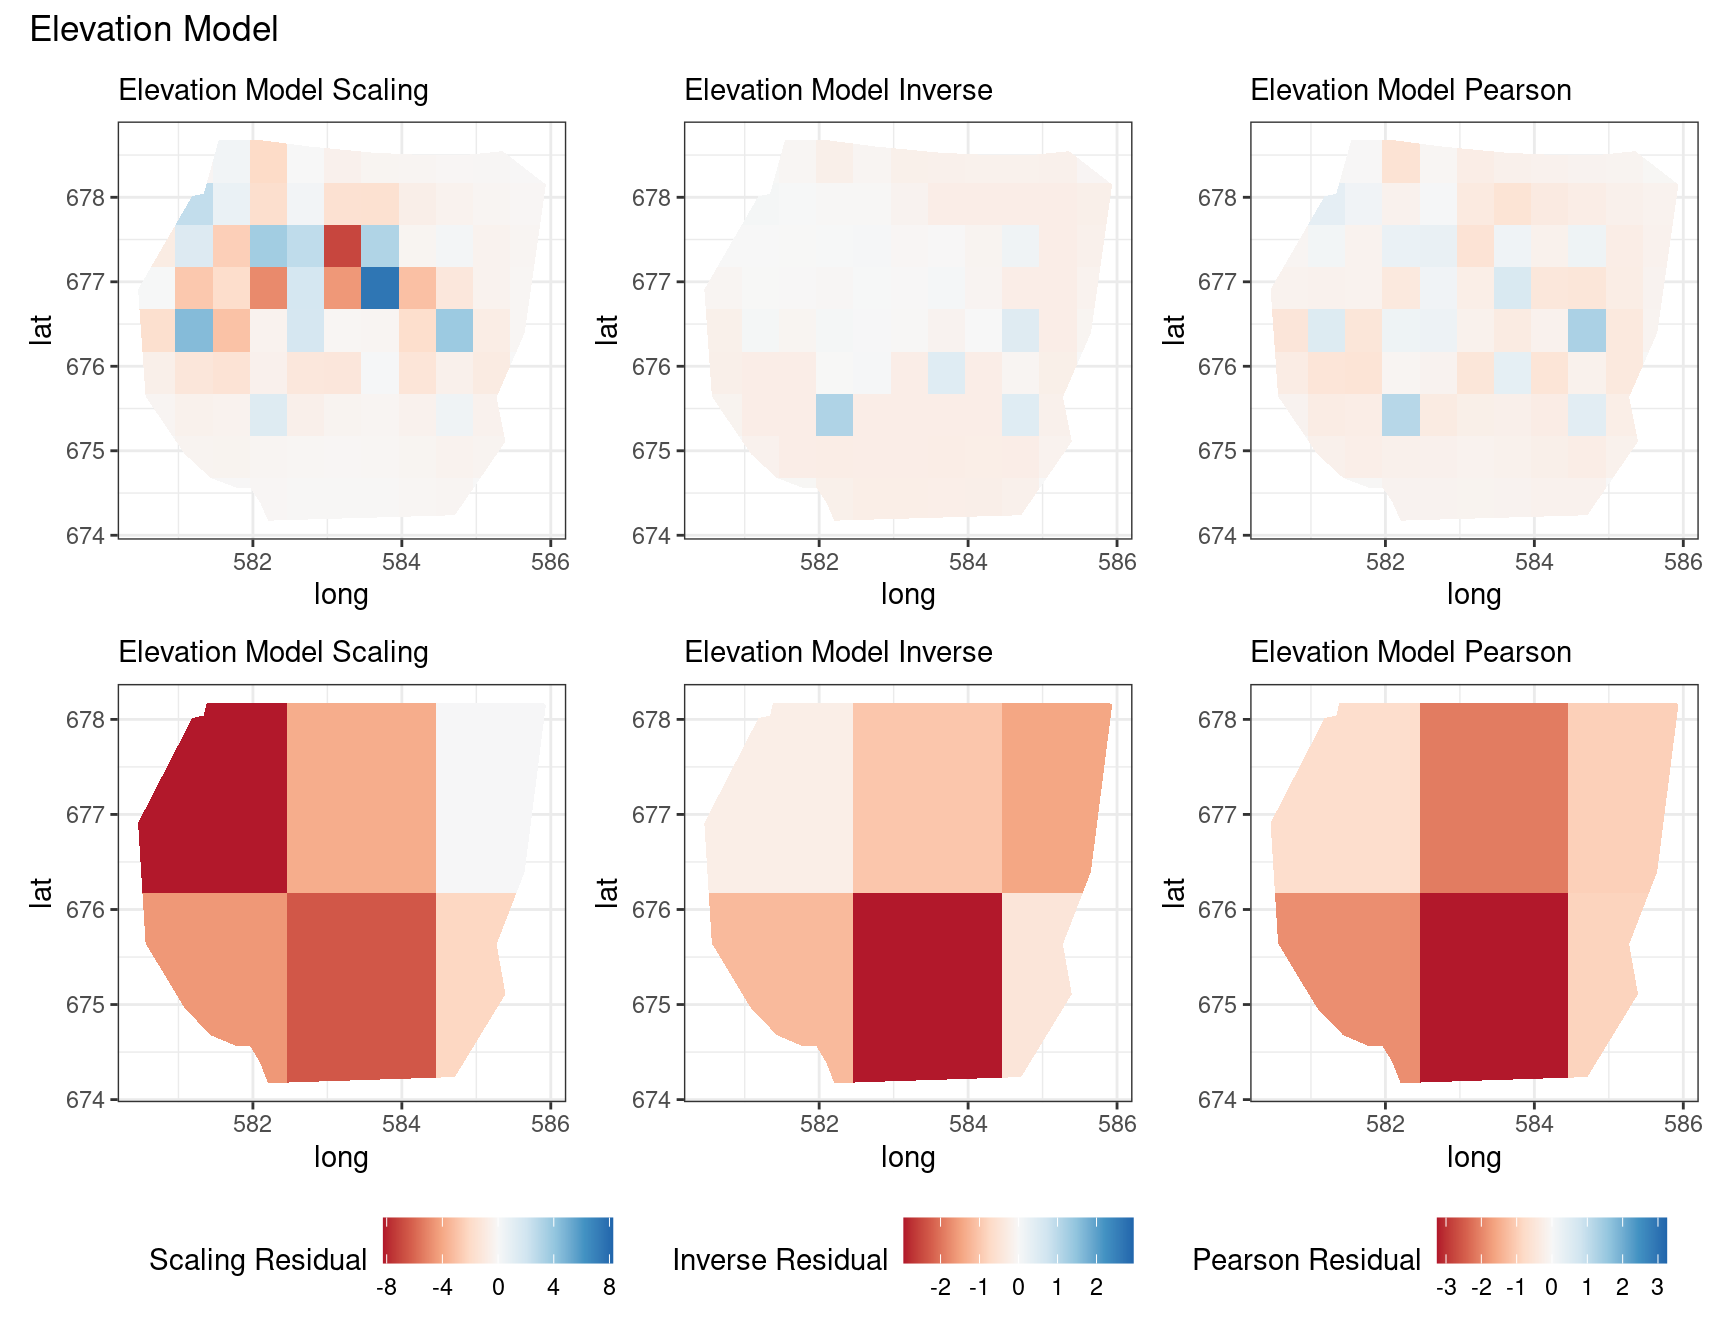 Elevation Model
Elevation Model Scaling
Elevation Model Inverse
Elevation Model Pearson
lat
678
677
676
675
674
582 584 586
long
lat
678
677
676
675
674
582 584 586
long
lat
678
677
676
675
674
582 584 586
long
Elevation Model Scaling
Elevation Model Inverse
Elevation Model Pearson
lat
678
677
676
675
674
582 584 586
long
lat
678
677
676
675
674
582 584 586
long
lat
678
677
676
675
674
582 584 586
long
Scaling Residual
-8 -4 0 4 8
Inverse Residual
-2 -1 0 1 2
Pearson Residual
-3 -2 -1 0 1 2 3